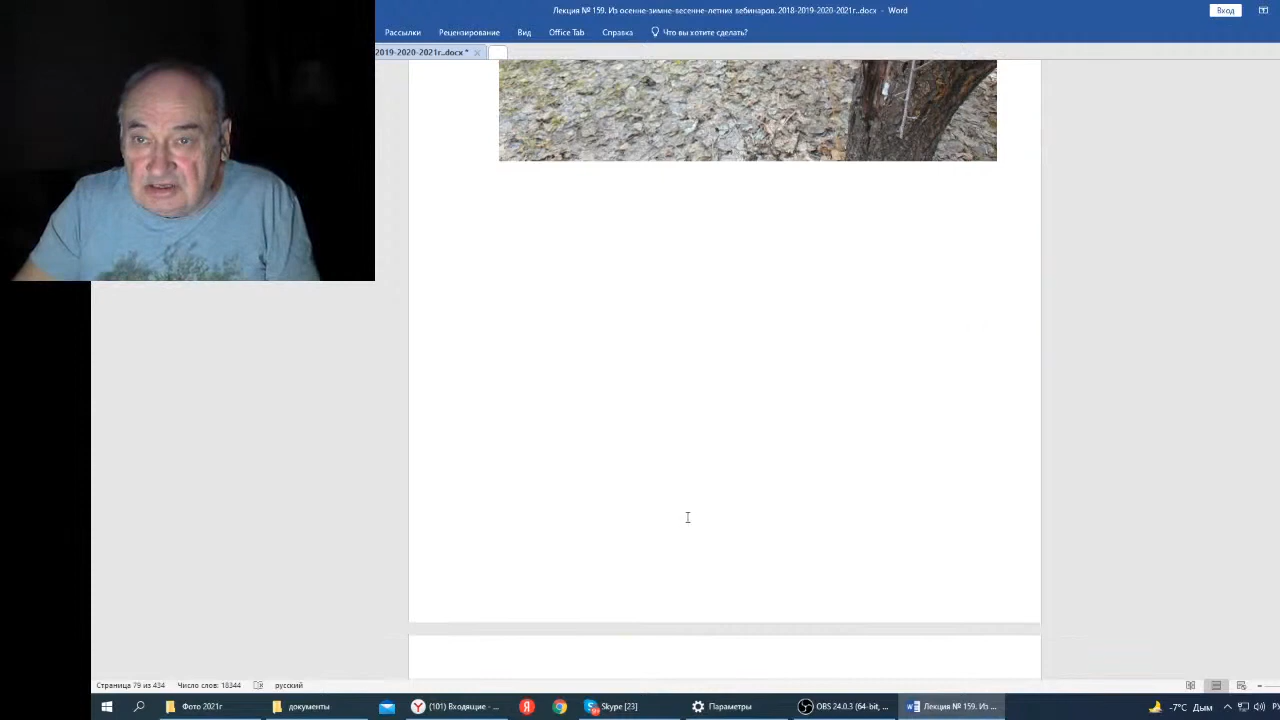 Лекция № 159. Из осенне-зимне-весенне-летних вебинаров. 2018-2019-2020-2021г..docx - Word
Вход
Рассылки Рецензирование Вид Office Tab Справка Что вы хотите сделать?
2019-2020-2021г..docx *
Страница 79 из 434 Число слов: 18344 русский
Фото 2021г документы (101) Входящие - ... Skype [23] Параметры OBS 24.0.3 (64-bit, ... Лекция № 159. Из ... -7°C Дымка